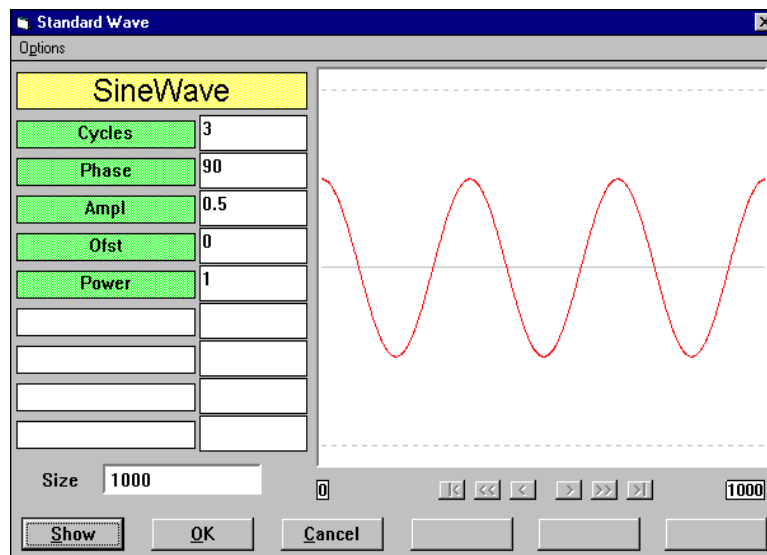 Standard Wave
Options
SineWave
Cycles 3
Phase 90
Ampl 0.5
Ofst 0
Power 1
Size 1000
0 |< << < > >> >| 1000
Show OK Cancel